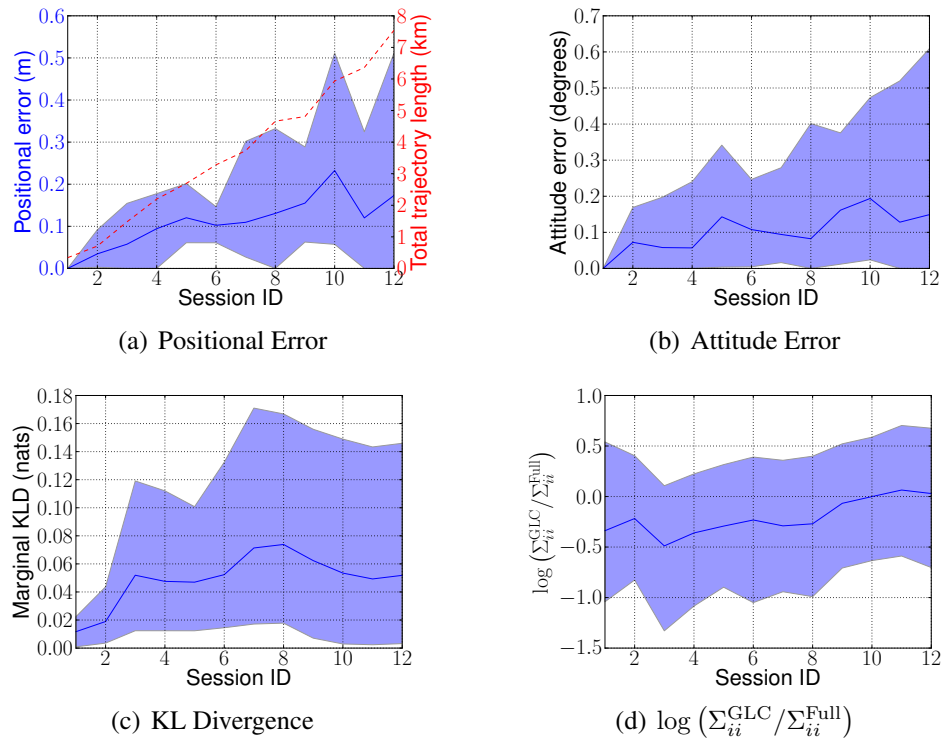 0.6
0.5
0.4
0.3
0.2
0.1
0.0
Positional error (m)
8
7
6
5
4
3
2
1
0
Total trajectory length (km)
2 4 6 8 10 12
Session ID
(a) Positional Error
0.7
0.6
0.5
0.4
0.3
0.2
0.1
0.0
Attitude error (degrees)
2 4 6 8 10 12
Session ID
(b) Attitude Error
0.18
0.16
0.14
0.12
0.10
0.08
0.06
0.04
0.02
0.00
Marginal KLD (nats)
2 4 6 8 10 12
Session ID
(c) KL Divergence
1.0
0.5
0.0
−0.5
−1.0
−1.5
log (Σ_ii^GLC/Σ_ii^Full)
2 4 6 8 10 12
Session ID
(d) log (Σ_ii^GLC/Σ_ii^Full)